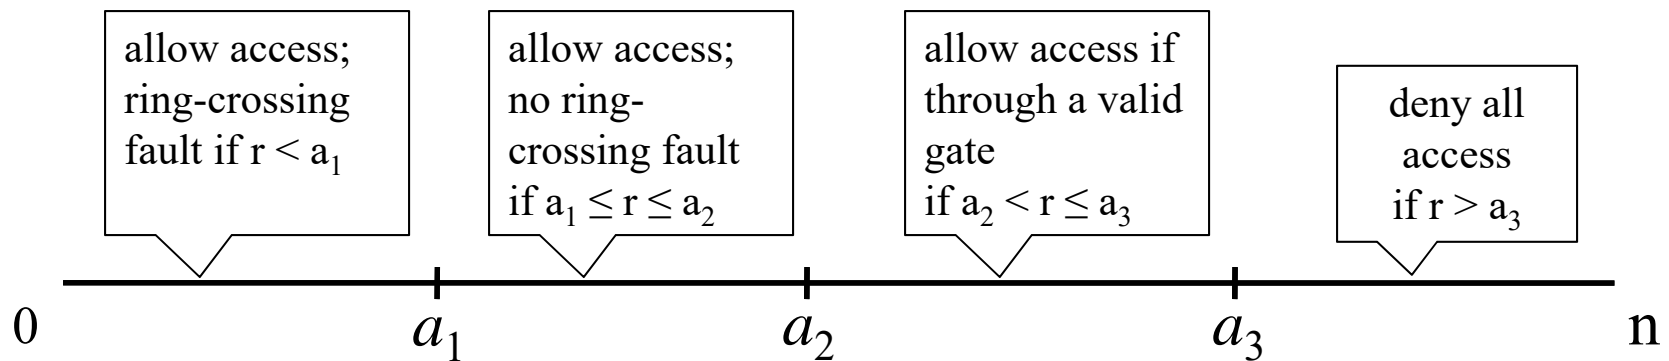 allow access;
ring-crossing
fault if r < a₁
allow access;
no ring-
crossing fault
if a₁ ≤ r ≤ a₂
allow access if
through a valid
gate
if a₂ < r ≤ a₃
deny all
access
if r > a₃
0 a₁ a₂ a₃ n